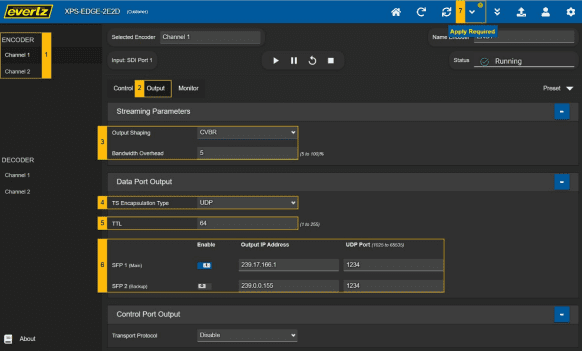 evertz XPS-EDGE-2E2D
7
Apply Required
ENCODER
Channel 1
Channel 2
1
Selected Encoder Channel 1
Name Encoder
Input: SDI Port 1
Status Running
Control 2 Output Monitor
Preset
Streaming Parameters
3
Output Shaping CVBR
Bandwidth Overhead 5 (5 to 100)%
DECODER
Channel 1
Channel 2
Data Port Output
4 TS Encapsulation Type UDP
5 TTL 64 (1 to 255)
6
Enable Output IP Address UDP Port (1025 to 65535)
SFP 1 (Main) 239.17.166.1 1234
SFP 2 (Backup) 239.0.0.155 1234
Control Port Output
Transport Protocol Disable
About